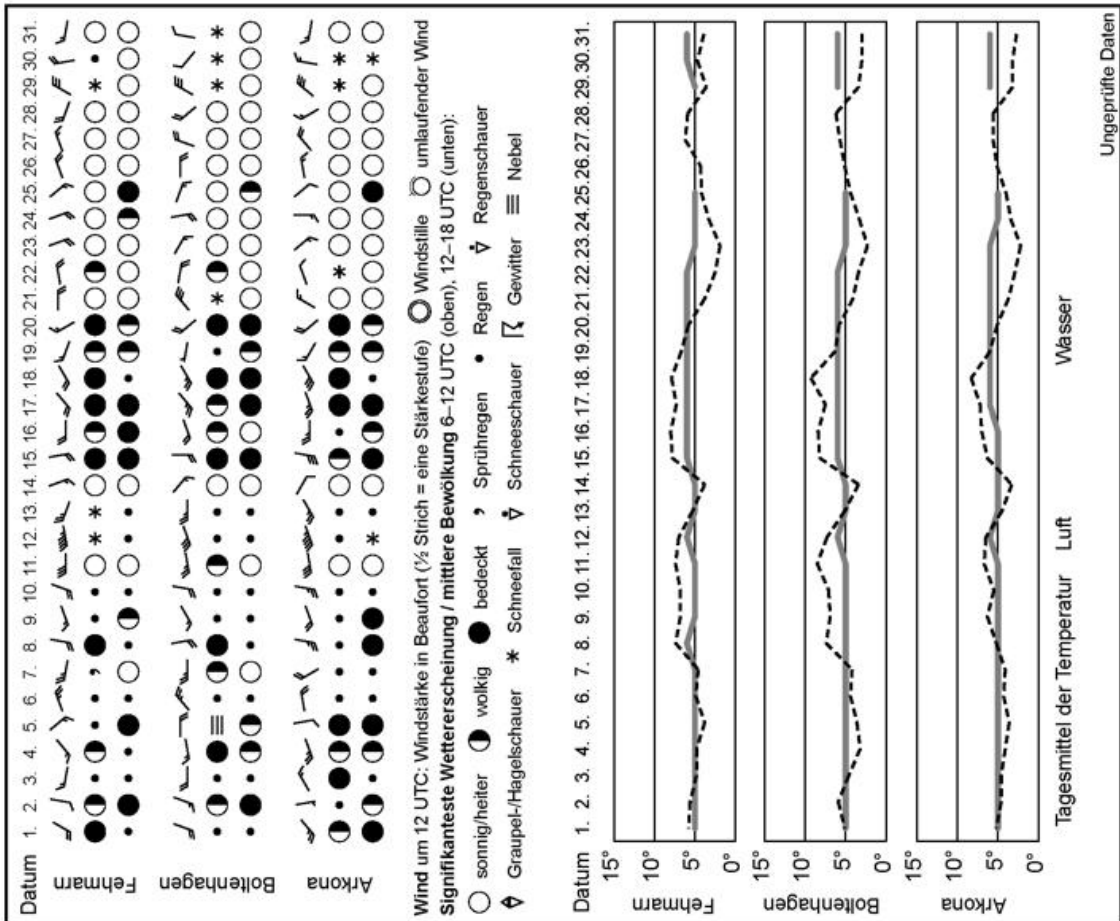 Datum 1. 2. 3. 4. 5. 6. 7. 8. 9. 10. 11. 12. 13. 14. 15. 16. 17. 18. 19. 20. 21. 22. 23. 24. 25. 26. 27. 28. 29. 30. 31.
Fehmarn
Boltenhagen
Arkona
Wind um 12 UTC: Windstärke in Beaufort (½ Strich = eine Stärkestufe) Windstille umlaufender Wind
Signifikanteste Wettererscheinung / mittlere Bewölkung 6–12 UTC (oben), 12–18 UTC (unten):
sonnig/heiter wolkig bedeckt Sprühregen Regen Regenschauer
Graupel-/Hagelschauer Schneefall Schneeschauer Gewitter Nebel
Datum 1. 2. 3. 4. 5. 6. 7. 8. 9. 10. 11. 12. 13. 14. 15. 16. 17. 18. 19. 20. 21. 22. 23. 24. 25. 26. 27. 28. 29. 30. 31.
Fehmarn
15°
10°
5°
0°
Boltenhagen
15°
10°
5°
0°
Arkona
15°
10°
5°
0°
Tagesmittel der Temperatur Luft Wasser
Ungeprüfte Daten